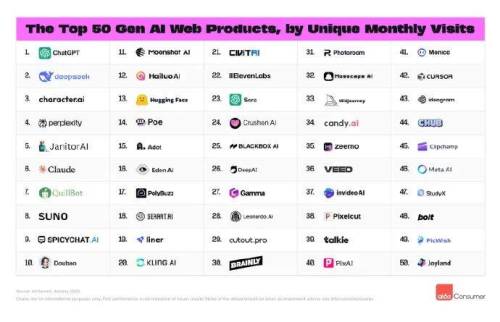 The Top 50 Gen AI Web Products, by Unique Monthly Visits
1. ChatGPT
2. deepseek
3. character.ai
4. perplexity
5. JanitorAI
6. Claude
7. QuillBot
8. SUNO
9. SPICYCHAT.AI
10. Doubao
11. Moonshot AI
12. Hailuo AI
13. Hugging Face
14. Poe
15. Adot
16. Eden AI
17. PolyBuzz
18. SEAART.AI
19. liner
20. KLING AI
21. CIVITAI
22. IIElevenLabs
23. Sora
24. Crushon AI
25. BLACKBOX AI
26. DeepAI
27. Gamma
28. Leonardo.Ai
29. cutout.pro
30. BRAINLY
31. Photoroom
32. Moescape AI
33. Midjourney
34. candy.ai
35. zeemo
36. VEED
37. invideo AI
38. Pixelcut
39. talkie
40. PixAI
41. Monica
42. CURSOR
43. Ideogram
44. CHUB
45. Clipchamp
46. Meta AI
47. StudyX
48. bolt
49. PicWish
50. Joyland
a16z Consumer